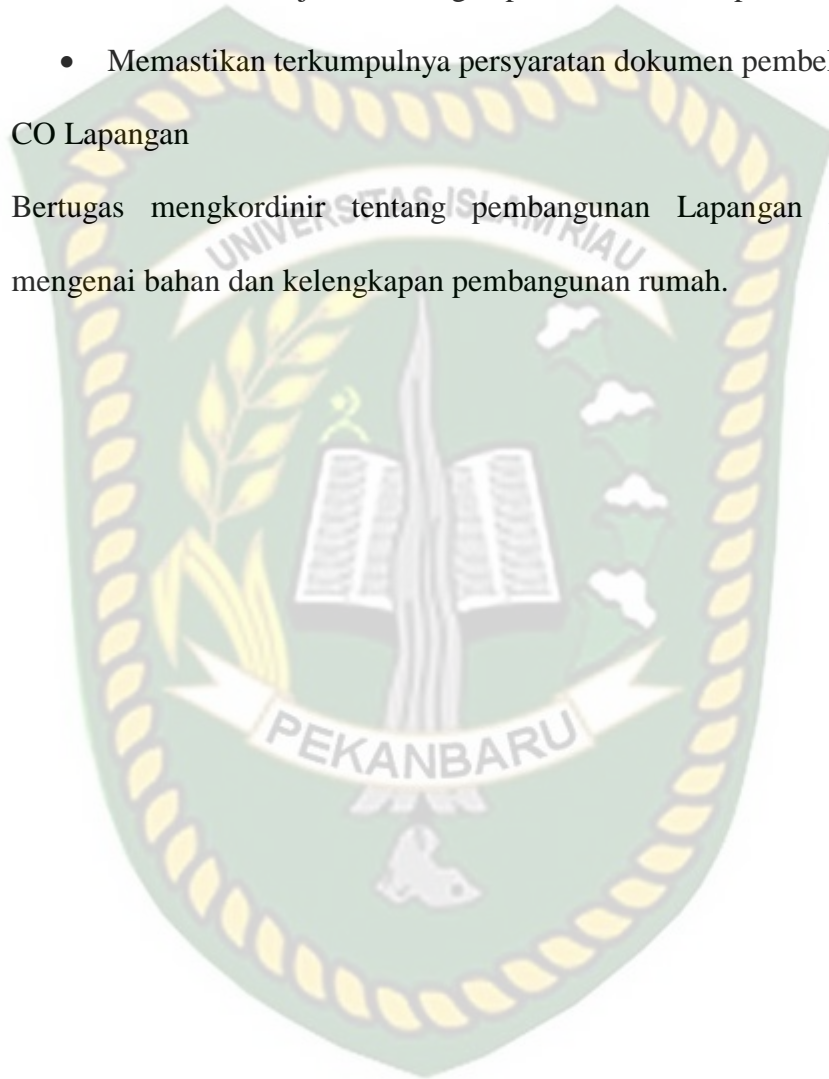 • Memastikan terkumpulnya persyaratan dokumen
CO Lapangan
Bertugas mengkordinir tentang pembangunan Lapangan
UNIVERSITAS ISLAM RIAU
mengenai bahan dan kelengkapan pembangunan rumah.
PEKANBARU